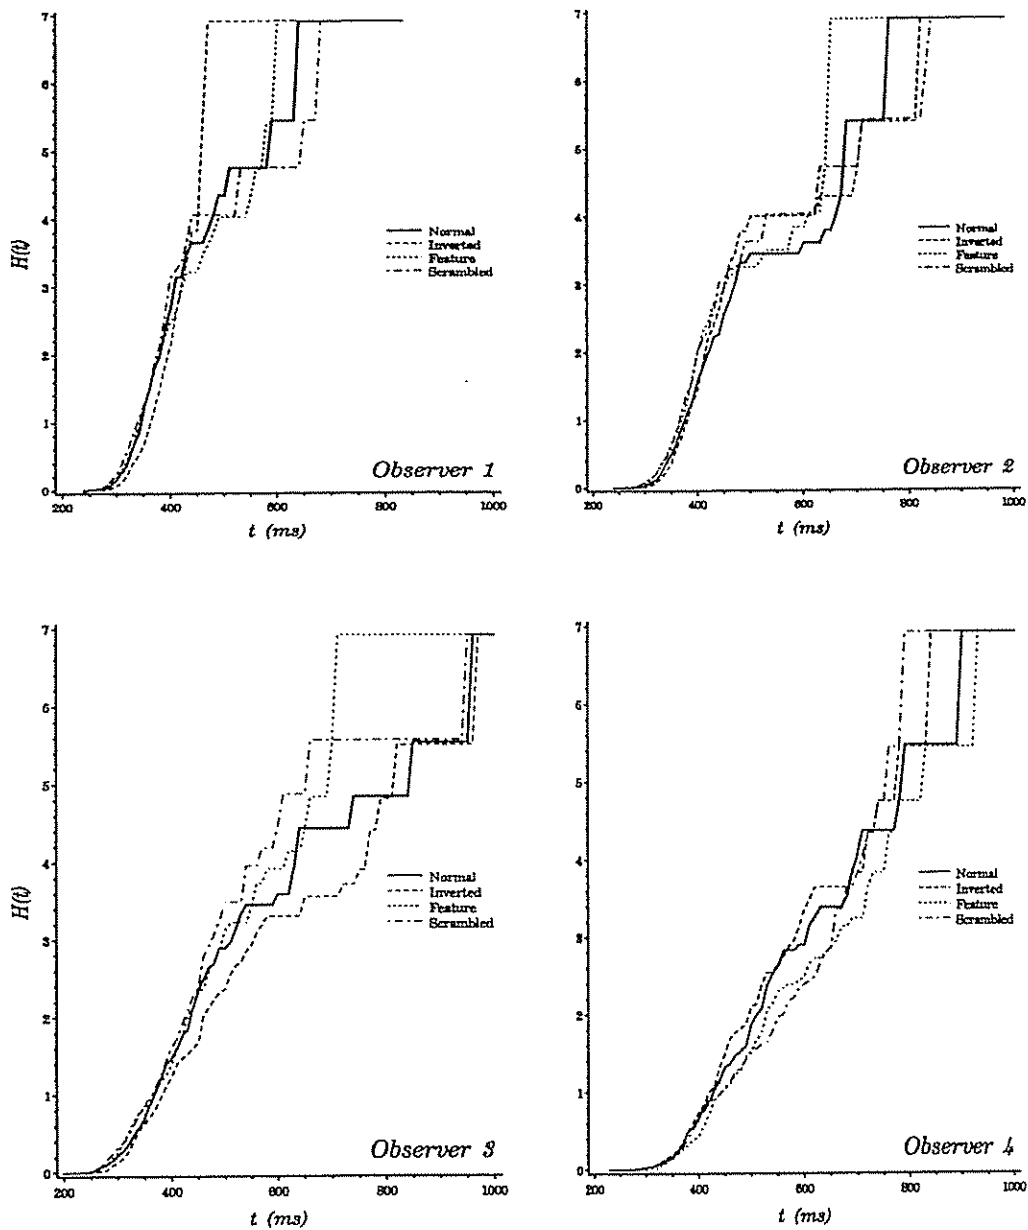 7
6
5
4
3
2
1
0
H(t)
Normal
Inverted
Feature
Scrambled
Observer 1
200 400 600 800 1000
t (ms)
7
6
5
4
3
2
1
0
Normal
Inverted
Feature
Scrambled
Observer 2
200 400 600 800 1000
t (ms)
7
6
5
4
3
2
1
0
H(t)
Normal
Inverted
Feature
Scrambled
Observer 3
200 400 600 800 1000
t (ms)
7
6
5
4
3
2
1
0
Normal
Inverted
Feature
Scrambled
Observer 4
200 400 600 800 1000
t (ms)